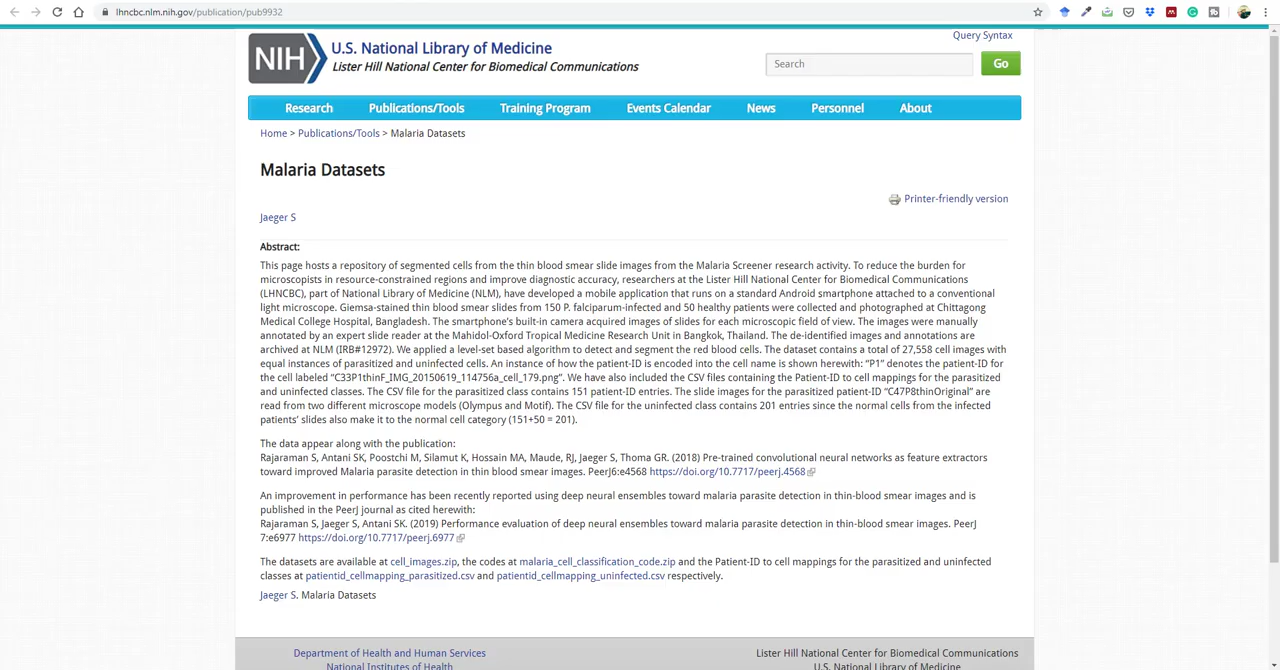 lhncbc.nlm.nih.gov/publication/pub9932
Query Syntax
NIH
U.S. National Library of Medicine
Lister Hill National Center for Biomedical Communications
Search
Go
Research Publications/Tools Training Program Events Calendar News Personnel About
Home > Publications/Tools > Malaria Datasets
Malaria Datasets
Printer-friendly version
Jaeger S
Abstract:
This page hosts a repository of segmented cells from the thin blood smear slide images from the Malaria Screener research activity. To reduce the burden for
microscopists in resource-constrained regions and improve diagnostic accuracy, researchers at the Lister Hill National Center for Biomedical Communications
(LHNCBC), part of National Library of Medicine (NLM), have developed a mobile application that runs on a standard Android smartphone attached to a conventional
light microscope. Giemsa-stained thin blood smear slides from 150 P. falciparum-infected and 50 healthy patients were collected and photographed at Chittagong
Medical College Hospital, Bangladesh. The smartphone's built-in camera acquired images of slides for each microscopic field of view. The images were manually
annotated by an expert slide reader at the Mahidol-Oxford Tropical Medicine Research Unit in Bangkok, Thailand. The de-identified images and annotations are
archived at NLM (IRB#12972). We applied a level-set based algorithm to detect and segment the red blood cells. The dataset contains a total of 27,558 cell images with
equal instances of parasitized and uninfected cells. An instance of how the patient-ID is encoded into the cell name is shown herewith: “P1” denotes the patient-ID for
the cell labeled “C33P1thinF_IMG_20150619_114756a_cell_179.png”. We have also included the CSV files containing the Patient-ID to cell mappings for the parasitized
and uninfected classes. The CSV file for the parasitized class contains 151 patient-ID entries. The slide images for the parasitized patient-ID “C47P8thinOriginal” are
read from two different microscope models (Olympus and Motif). The CSV file for the uninfected class contains 201 entries since the normal cells from the infected
patients’ slides also make it to the normal cell category (151+50 = 201).
The data appear along with the publication:
Rajaraman S, Antani SK, Poostchi M, Silamut K, Hossain MA, Maude, RJ, Jaeger S, Thoma GR. (2018) Pre-trained convolutional neural networks as feature extractors
toward improved Malaria parasite detection in thin blood smear images. PeerJ6:e4568 https://doi.org/10.7717/peerj.4568
An improvement in performance has been recently reported using deep neural ensembles toward malaria parasite detection in thin-blood smear images and is
published in the PeerJ journal as cited herewith:
Rajaraman S, Jaeger S, Antani SK. (2019) Performance evaluation of deep neural ensembles toward malaria parasite detection in thin-blood smear images. PeerJ
7:e6977 https://doi.org/10.7717/peerj.6977
The datasets are available at cell_images.zip, the codes at malaria_cell_classification_code.zip and the Patient-ID to cell mappings for the parasitized and uninfected
classes at patientid_cellmapping_parasitized.csv and patientid_cellmapping_uninfected.csv respectively.
Jaeger S. Malaria Datasets
Department of Health and Human Services
National Institutes of Health
Lister Hill National Center for Biomedical Communications
U.S. National Library of Medicine